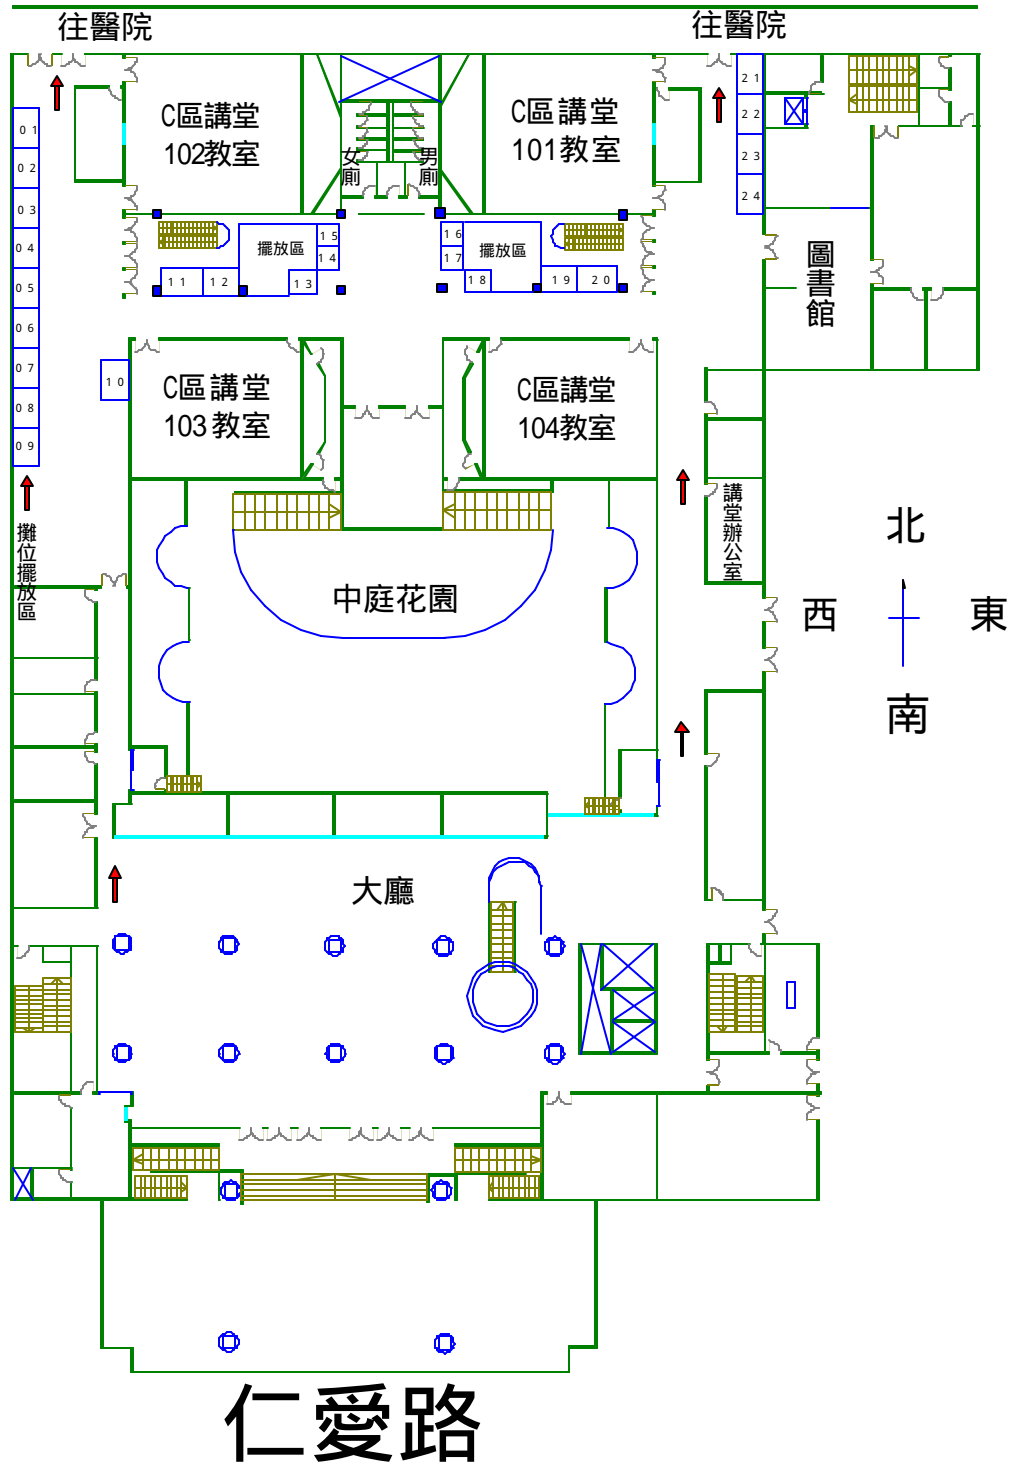 往醫院
往醫院
C區講堂
102教室
C區講堂
101教室
女廁
男廁
01
02
03
04
05
06
07
08
09
10
11
12
擺放區
13
14
15
16
17
18
擺放區
19
20
21
22
23
24
圖書館
C區講堂
103教室
C區講堂
104教室
攤位擺放區
講堂辦公室
中庭花園
北
西
東
南
大廳
仁愛路